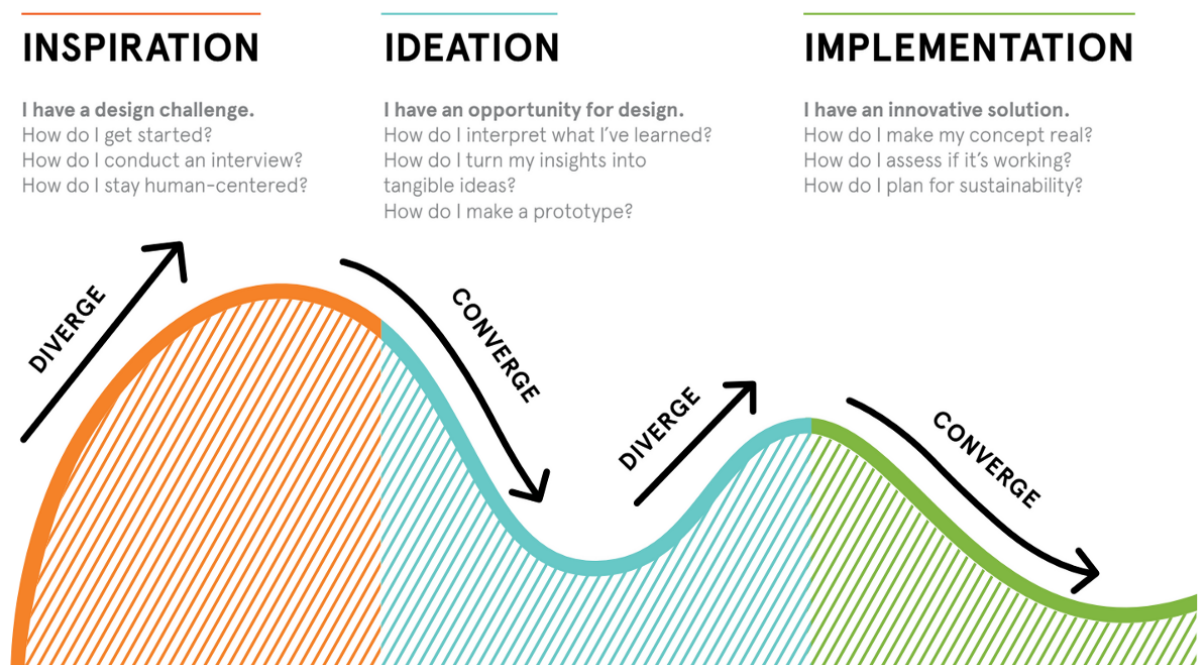 INSPIRATION
I have a design challenge.
How do I get started?
How do I conduct an interview?
How do I stay human-centered?
IDEATION
I have an opportunity for design.
How do I interpret what I've learned?
How do I turn my insights into
tangible ideas?
How do I make a prototype?
IMPLEMENTATION
I have an innovative solution.
How do I make my concept real?
How do I assess if it's working?
How do I plan for sustainability?
DIVERGE
CONVERGE
DIVERGE
CONVERGE